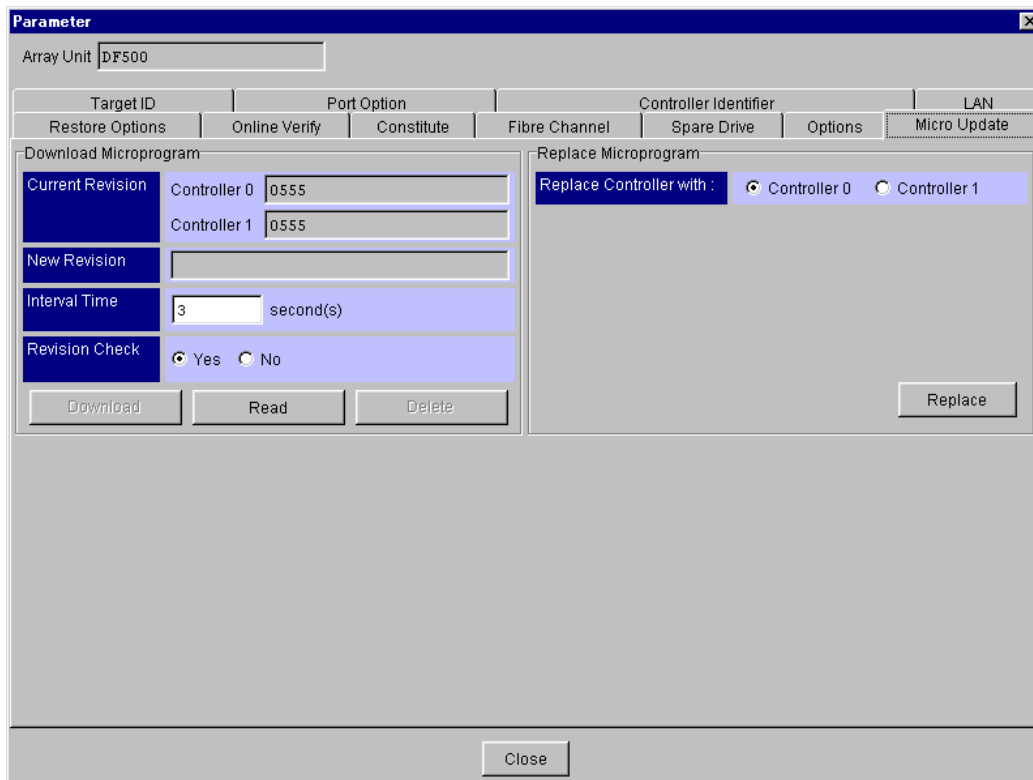 Parameter
Array Unit DF500
Target ID Port Option Controller Identifier LAN
Restore Options Online Verify Constitute Fibre Channel Spare Drive Options Micro Update
Download Microprogram
Current Revision Controller 0 0555
Controller 1 0555
New Revision
Interval Time 3 second(s)
Revision Check Yes No
Download Read Delete
Replace Microprogram
Replace Controller with : Controller 0 Controller 1
Replace
Close